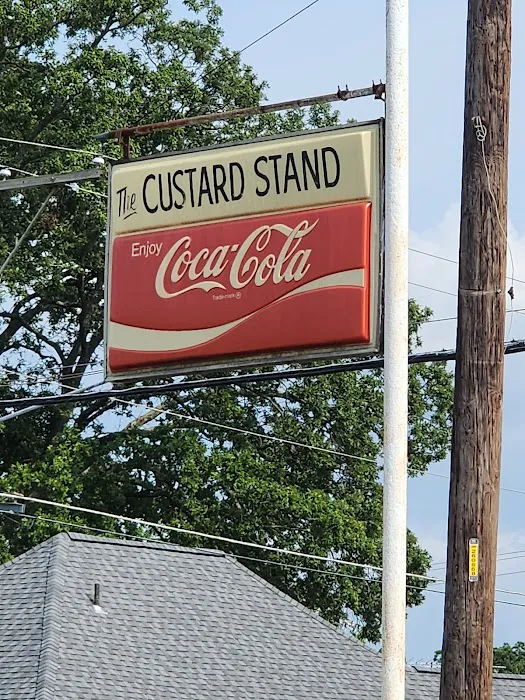 The CUSTARD STAND
Enjoy
Coca-Cola
Trade-mark ®